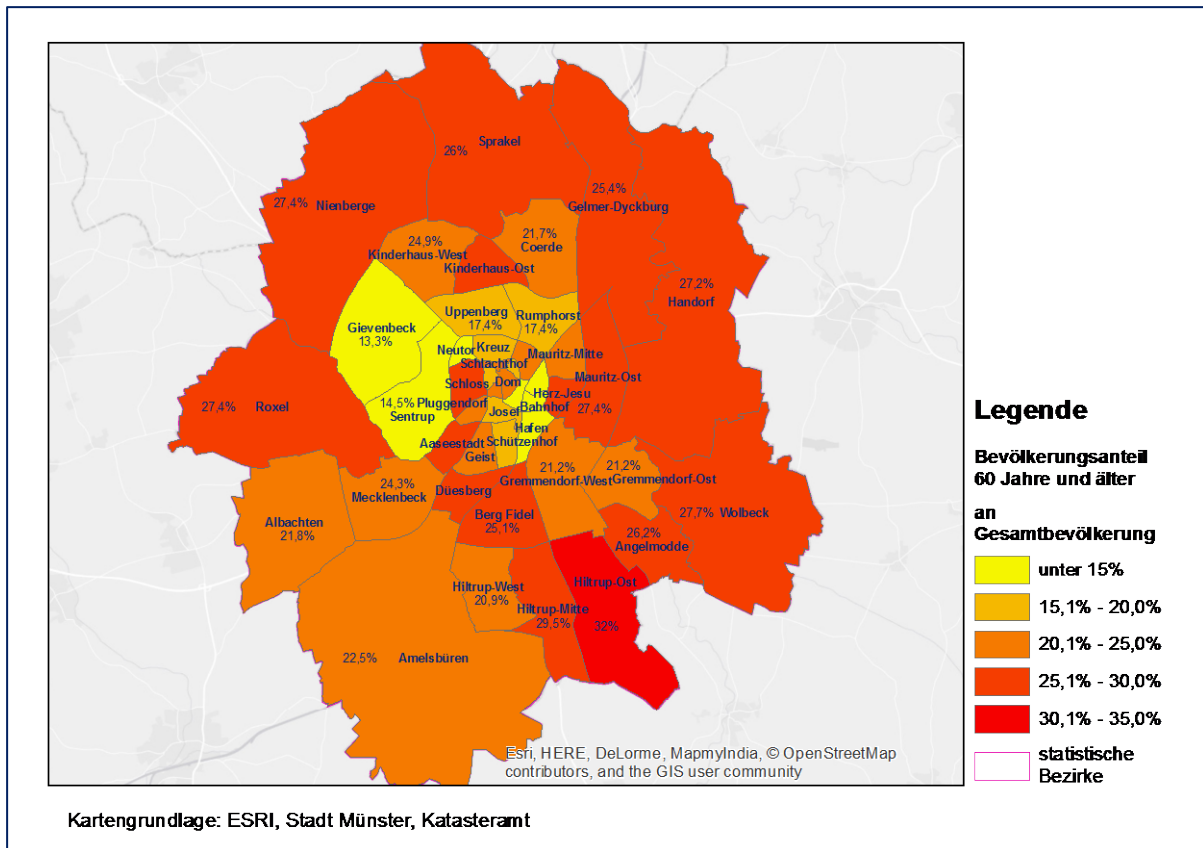 26%
Sprakel
25,4%
Gelmer-Dyckburg
27,4%
Nienberge
21,7%
Coerde
24,9%
Kinderhaus-West
Kinderhaus-Ost
27,2%
Handorf
Uppenberg
17,4%
Rumphorst
17,4%
Gievenbeck
13,3%
Neutor
Kreuz
Mauritz-Mitte
Schlachthof
Mauritz-Ost
27,4%
Schloss
Dom
Herz-Jesu
Bahnhof
27,4% Roxel
14,5%
Sentrup
Pluggendorf
Josef
Hafen
Schützenhof
Aaseestadt
Geist
24,3%
Mecklenbeck
Düesberg
21,2%
Gremmendorf-West
21,2%
Gremmendorf-Ost
Albachten
21,8%
Berg Fidel
25,1%
27,7% Wolbeck
26,2%
Angelmodde
Hiltrup-West
20,9%
Hiltrup-Mitte
29,5%
Hiltrup-Ost
32%
22,5% Amelsbüren
Esri, HERE, DeLorme, MapmyIndia, © OpenStreetMap
contributors, and the GIS user community
Legende
Bevölkerungsanteil
60 Jahre und älter
an
Gesamtbevölkerung
unter 15%
15,1% - 20,0%
20,1% - 25,0%
25,1% - 30,0%
30,1% - 35,0%
statistische
Bezirke
Kartengrundlage: ESRI, Stadt Münster, Katasteramt